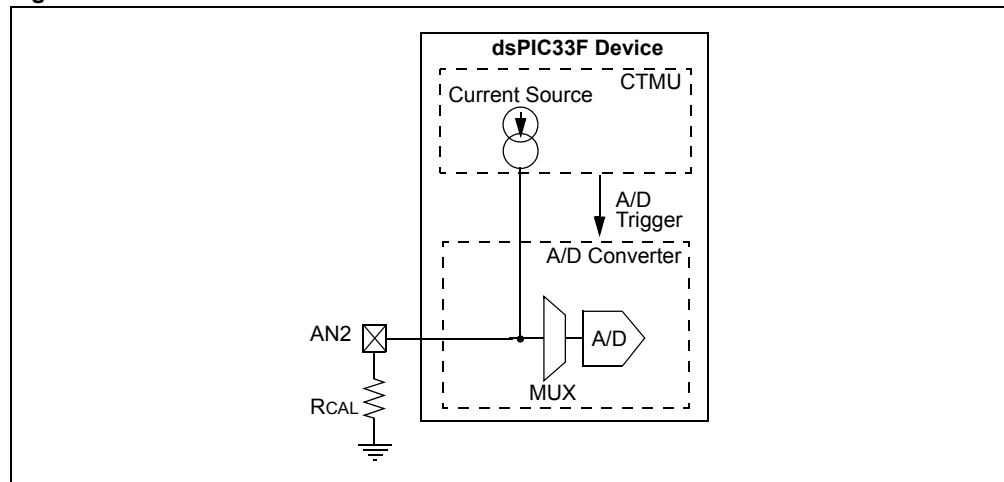 dsPIC33F Device
CTMU
Current Source
A/D
Trigger
A/D Converter
AN2
A/D
MUX
RCAL